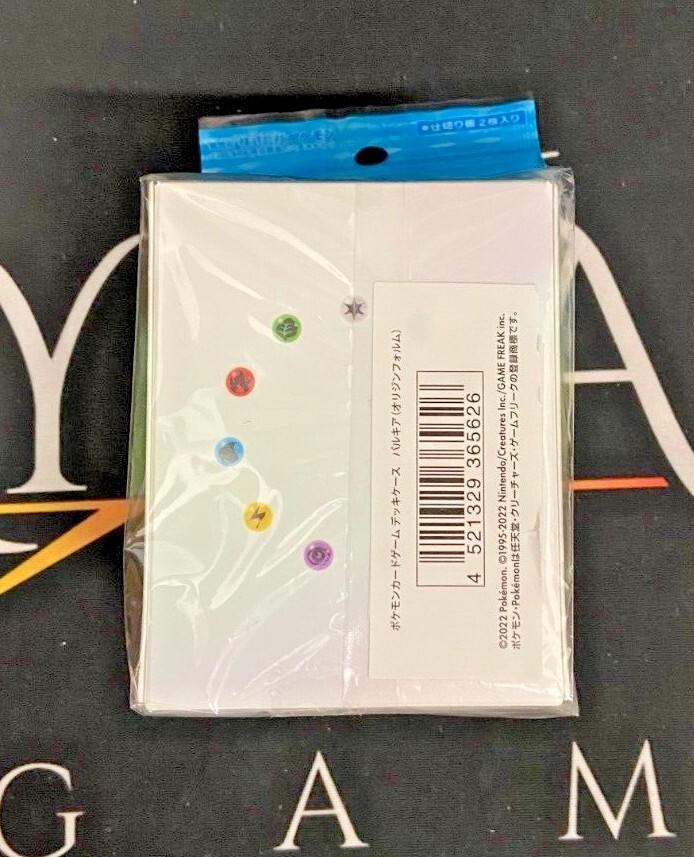 ●仕切り板2枚入り
ポケモンカードゲーム デッキケース パルキア(オリジンフォルム)
4 521329 365626
©2022 Pokémon. ©1995-2022 Nintendo/Creatures Inc./GAME FREAK inc.
ポケモン・Pokémonは任天堂・クリーチャーズ・ゲームフリークの登録商標です。
Y A
G A M